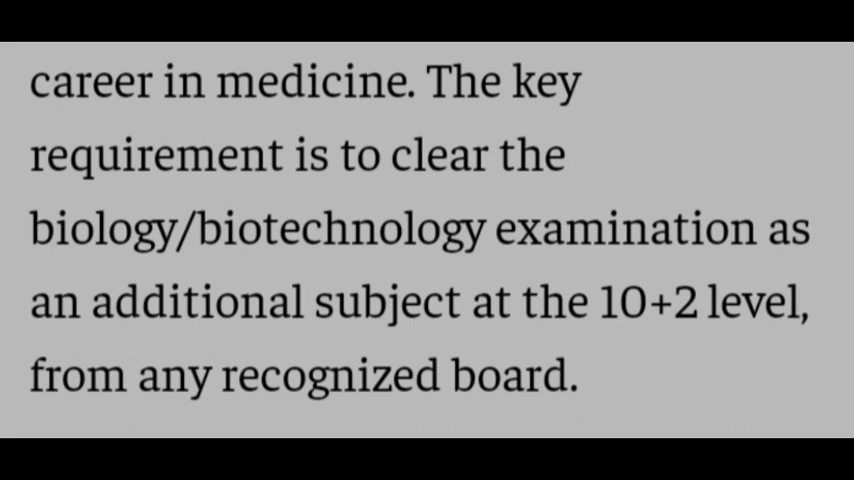 career in medicine. The key
requirement is to clear the
biology/biotechnology examination as
an additional subject at the 10+2 level,
from any recognized board.